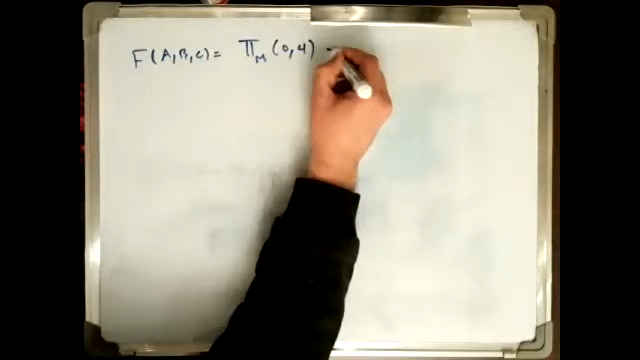 F(A,B,C)= Π_M (0,4)